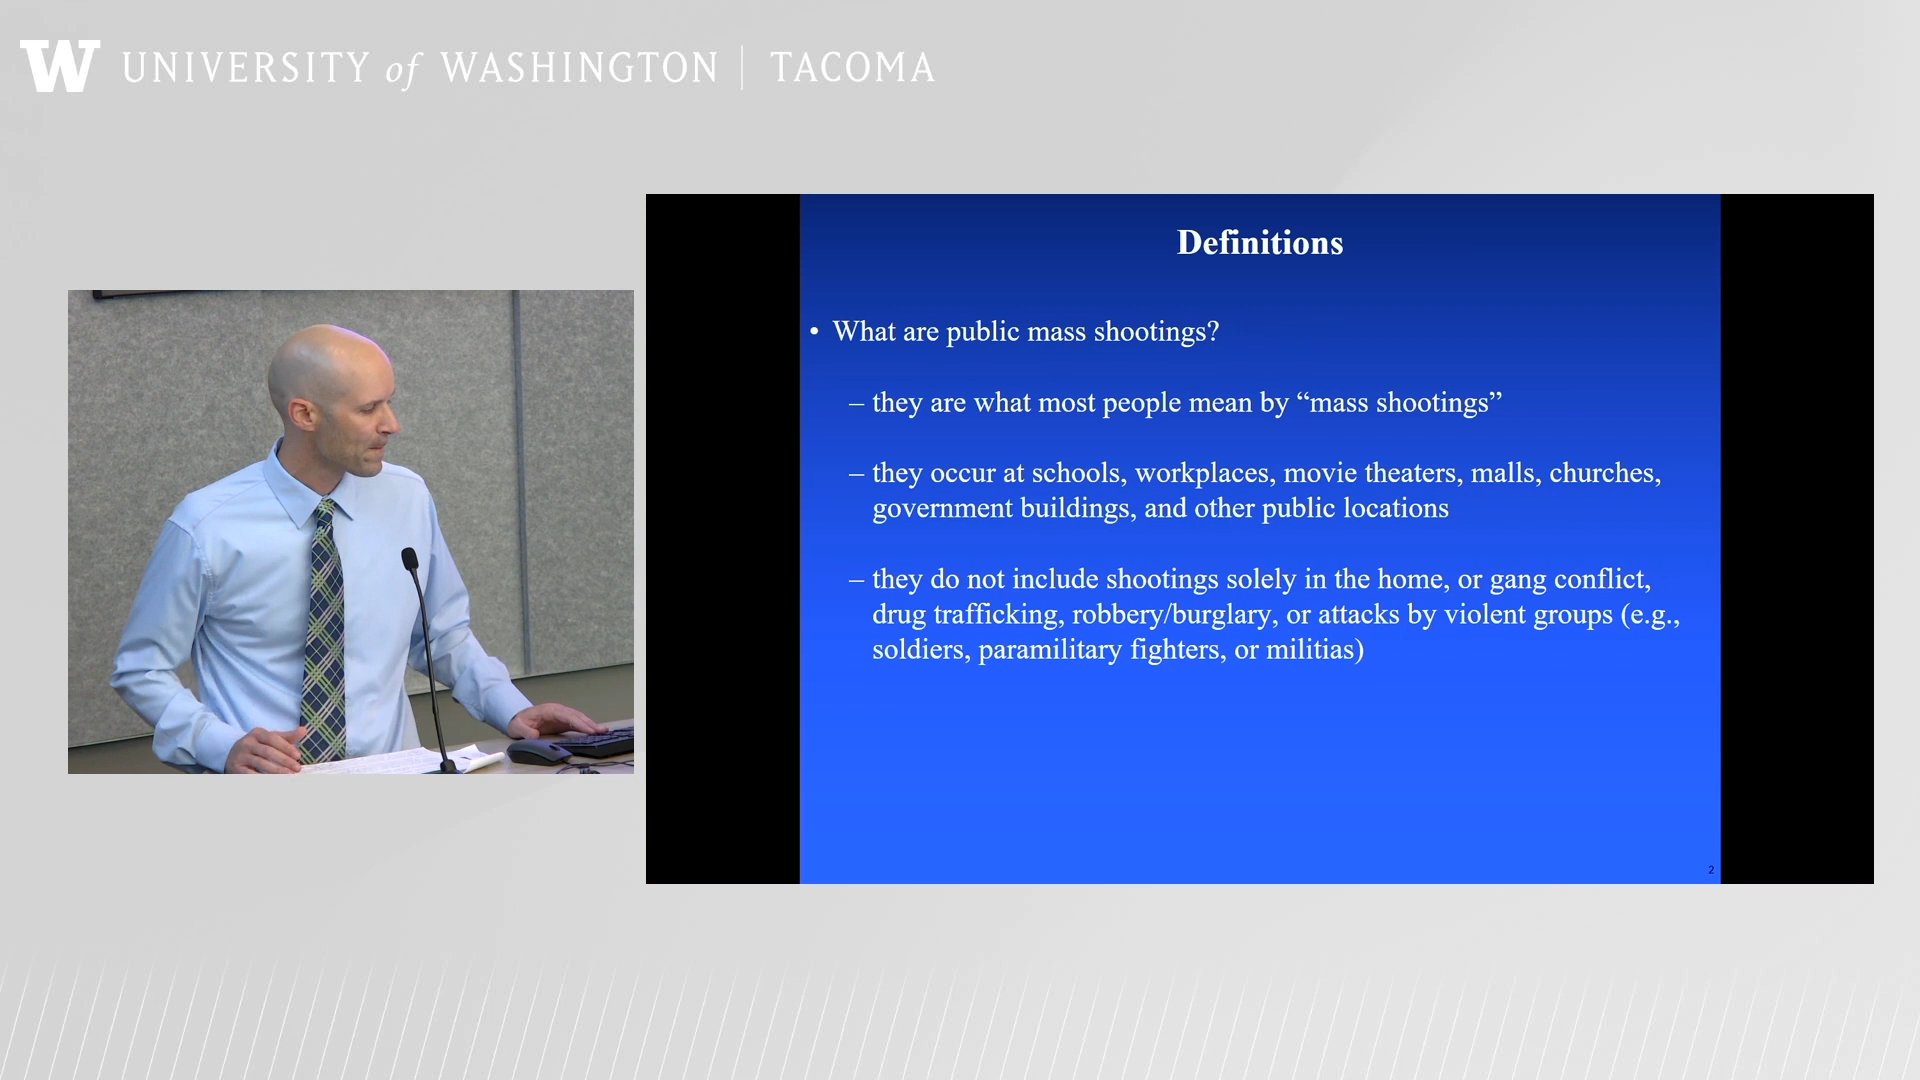 W UNIVERSITY of WASHINGTON | TACOMA
Definitions
• What are public mass shootings?
– they are what most people mean by “mass shootings”
– they occur at schools, workplaces, movie theaters, malls, churches,
government buildings, and other public locations
– they do not include shootings solely in the home, or gang conflict,
drug trafficking, robbery/burglary, or attacks by violent groups (e.g.,
soldiers, paramilitary fighters, or militias)
2